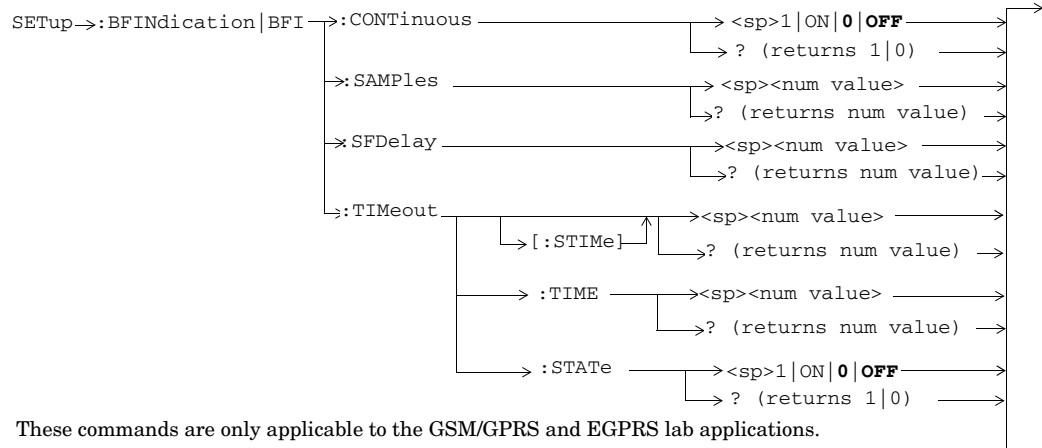 SETup :BFINdication|BFI :CONTinuous <sp>1|ON|0|OFF
? (returns 1|0)
:SAMPles <sp><num value>
? (returns num value)
:SFDelay <sp><num value>
? (returns num value)
:TIMeout <sp><num value>
[:STIMe] ? (returns num value)
:TIME <sp><num value>
? (returns num value)
:STATe <sp>1|ON|0|OFF
? (returns 1|0)
These commands are only applicable to the GSM/GPRS and EGPRS lab applications.